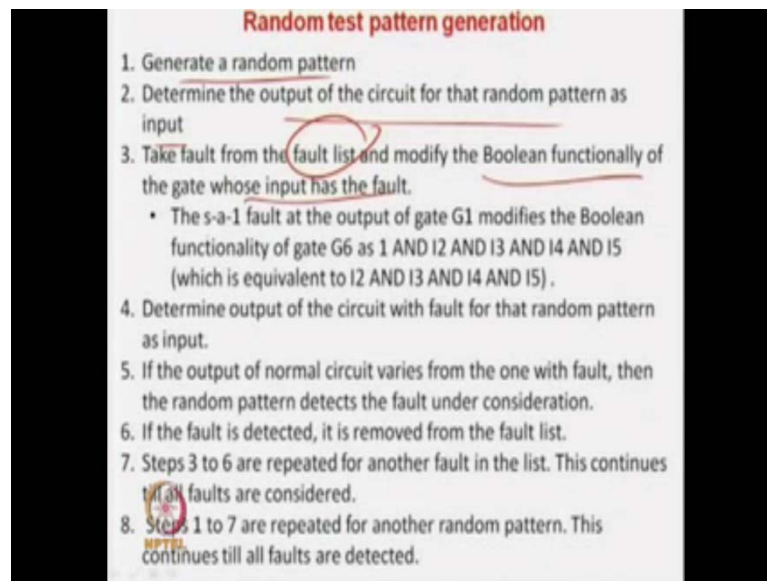 Random test pattern generation
1. Generate a random pattern
2. Determine the output of the circuit for that random pattern as
input
3. Take fault from the fault list and modify the Boolean functionally of
the gate whose input has the fault.
• The s-a-1 fault at the output of gate G1 modifies the Boolean
functionality of gate G6 as 1 AND I2 AND I3 AND I4 AND I5
(which is equivalent to I2 AND I3 AND I4 AND I5) .
4. Determine output of the circuit with fault for that random pattern
as input.
5. If the output of normal circuit varies from the one with fault, then
the random pattern detects the fault under consideration.
6. If the fault is detected, it is removed from the fault list.
7. Steps 3 to 6 are repeated for another fault in the list. This continues
till all faults are considered.
8. Steps 1 to 7 are repeated for another random pattern. This
NPTEL
continues till all faults are detected.